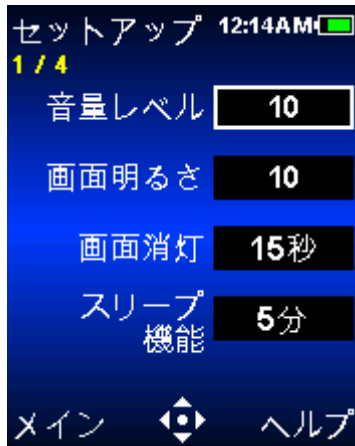 セットアップ 12:14AM
1 / 4
音量レベル 10
画面明るさ 10
画面消灯 15秒
スリープ
機能 5分
メイン ヘルプ